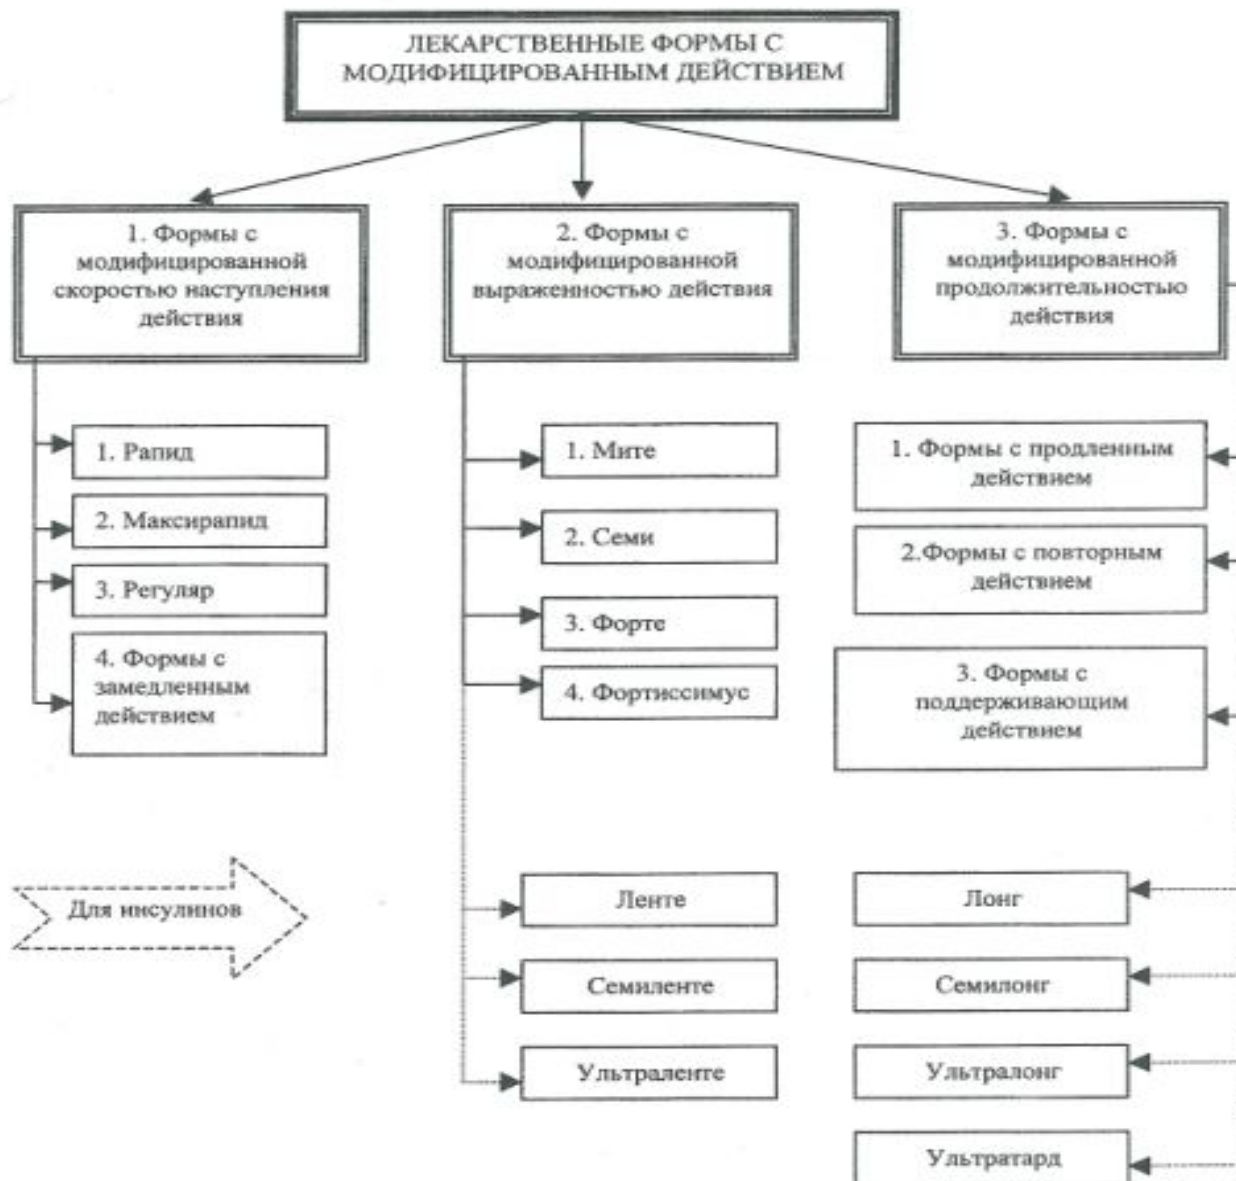 ЛЕКАРСТВЕННЫЕ ФОРМЫ С
МОДИФИЦИРОВАННЫМ ДЕЙСТВИЕМ
1. Формы с
модифицированной
скоростью наступления
действия
2. Формы с
модифицированной
выраженностью действия
3. Формы с
модифицированной
продолжительностью
действия
1. Рапид
2. Максирапид
3. Регуляр
4. Формы с
замедленным
действием
1. Мите
2. Семи
3. Форте
4. Фортиссимус
1. Формы с продленным
действием
2.Формы с повторным
действием
3. Формы с
поддерживающим
действием
Для инсулинов
Ленте
Семиленте
Ультраленте
Лонг
Семилонг
Ультралонг
Ультратард